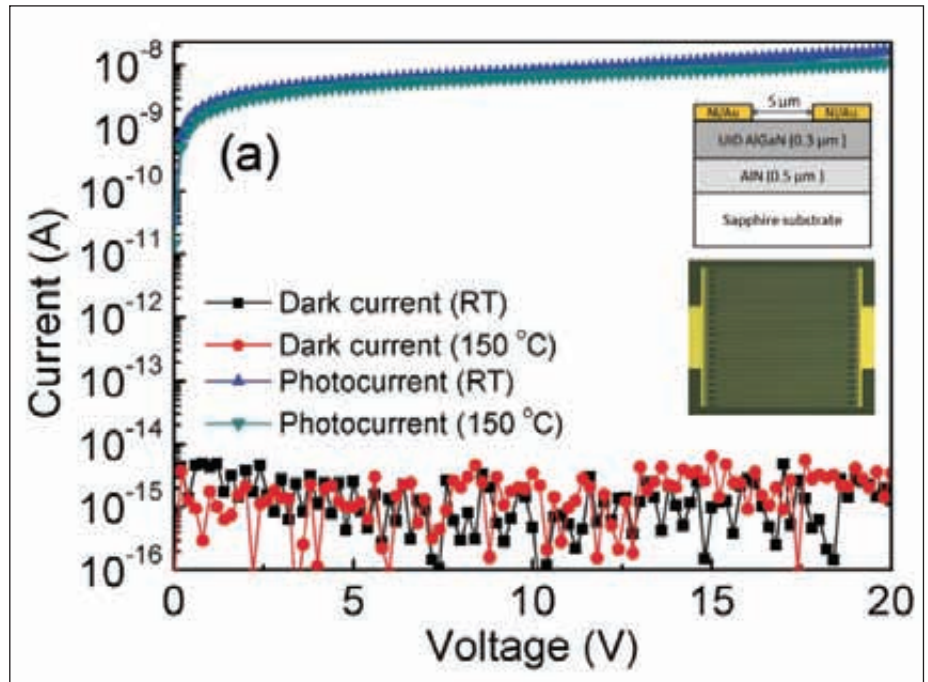 (a)
Current (A)
10^-8
10^-9
10^-10
10^-11
10^-12
10^-13
10^-14
10^-15
10^-16
Ni/Au
5 μm
Ni/Au
UID AlGaN (0.3 μm)
AlN (0.5 μm)
Sapphire substrate
Dark current (RT)
Dark current (150 °C)
Photocurrent (RT)
Photocurrent (150 °C)
0 5 10 15 20
Voltage (V)